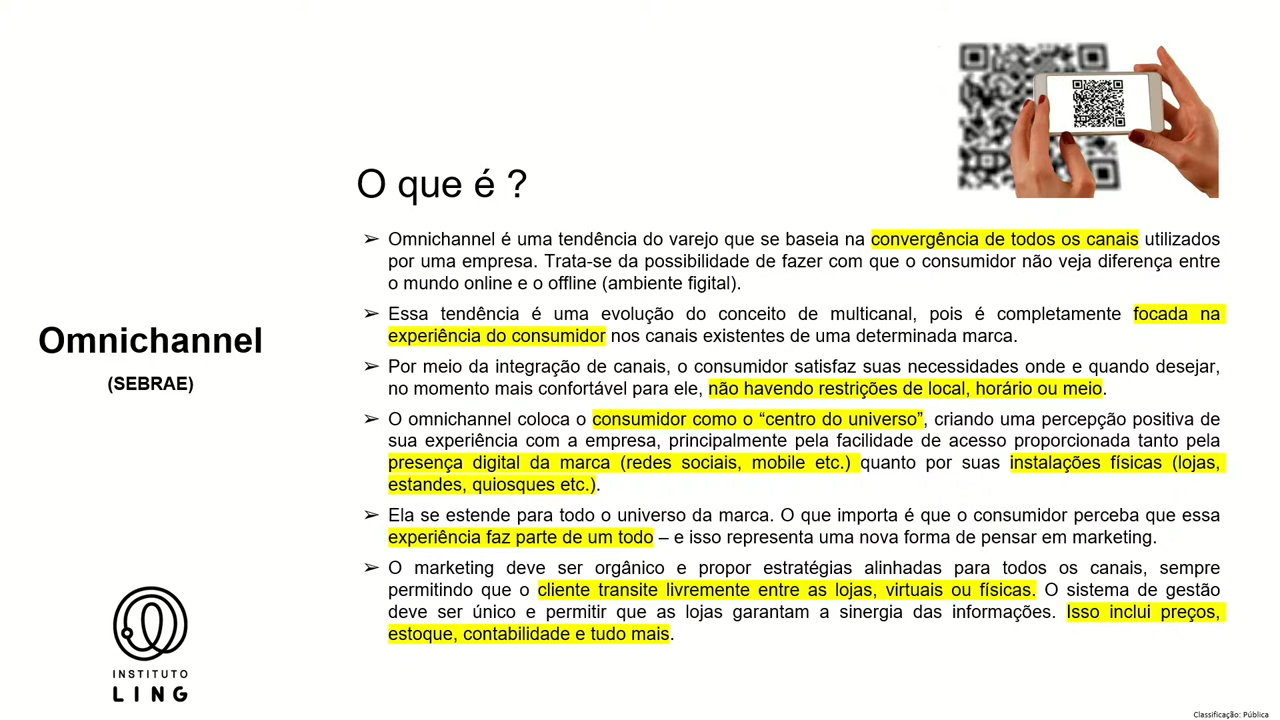 O que é ?
➢ Omnichannel é uma tendência do varejo que se baseia na convergência de todos os canais utilizados
por uma empresa. Trata-se da possibilidade de fazer com que o consumidor não veja diferença entre
o mundo online e o offline (ambiente figital).
➢ Essa tendência é uma evolução do conceito de multicanal, pois é completamente focada na
experiência do consumidor nos canais existentes de uma determinada marca.
➢ Por meio da integração de canais, o consumidor satisfaz suas necessidades onde e quando desejar,
no momento mais confortável para ele, não havendo restrições de local, horário ou meio.
➢ O omnichannel coloca o consumidor como o “centro do universo”, criando uma percepção positiva de
sua experiência com a empresa, principalmente pela facilidade de acesso proporcionada tanto pela
presença digital da marca (redes sociais, mobile etc.) quanto por suas instalações físicas (lojas,
estandes, quiosques etc.).
➢ Ela se estende para todo o universo da marca. O que importa é que o consumidor perceba que essa
experiência faz parte de um todo – e isso representa uma nova forma de pensar em marketing.
➢ O marketing deve ser orgânico e propor estratégias alinhadas para todos os canais, sempre
permitindo que o cliente transite livremente entre as lojas, virtuais ou físicas. O sistema de gestão
deve ser único e permitir que as lojas garantam a sinergia das informações. Isso inclui preços,
estoque, contabilidade e tudo mais.
Omnichannel
(SEBRAE)
INSTITUTO
LING
Classificação: Pública